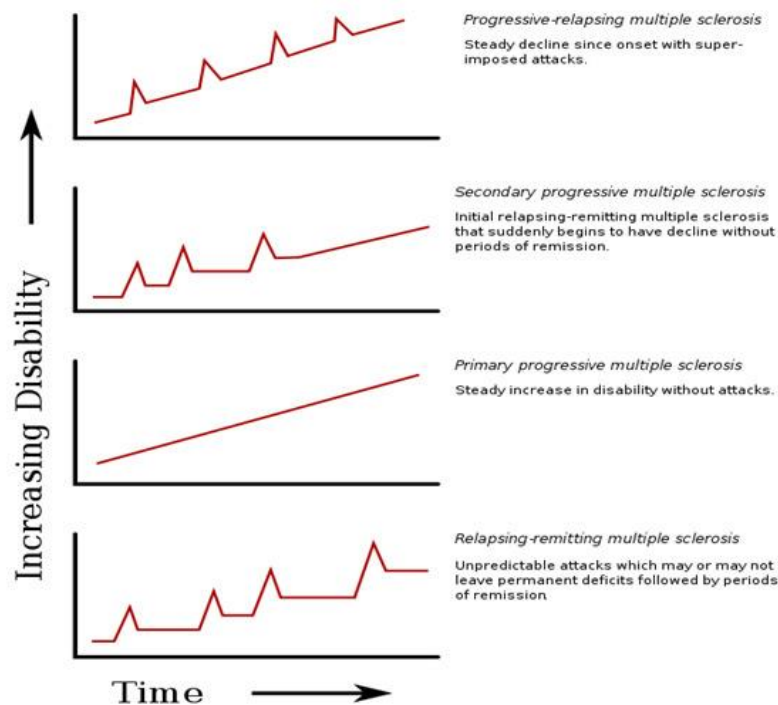 Progressive-relapsing multiple sclerosis
Steady decline since onset with super-
imposed attacks.
Secondary progressive multiple sclerosis
Initial relapsing-remitting multiple sclerosis
that suddenly begins to have decline without
periods of remission.
Primary progressive multiple sclerosis
Steady increase in disability without attacks.
Relapsing-remitting multiple sclerosis
Unpredictable attacks which may or may not
leave permanent deficits followed by periods
of remission.
Increasing Disability
Time